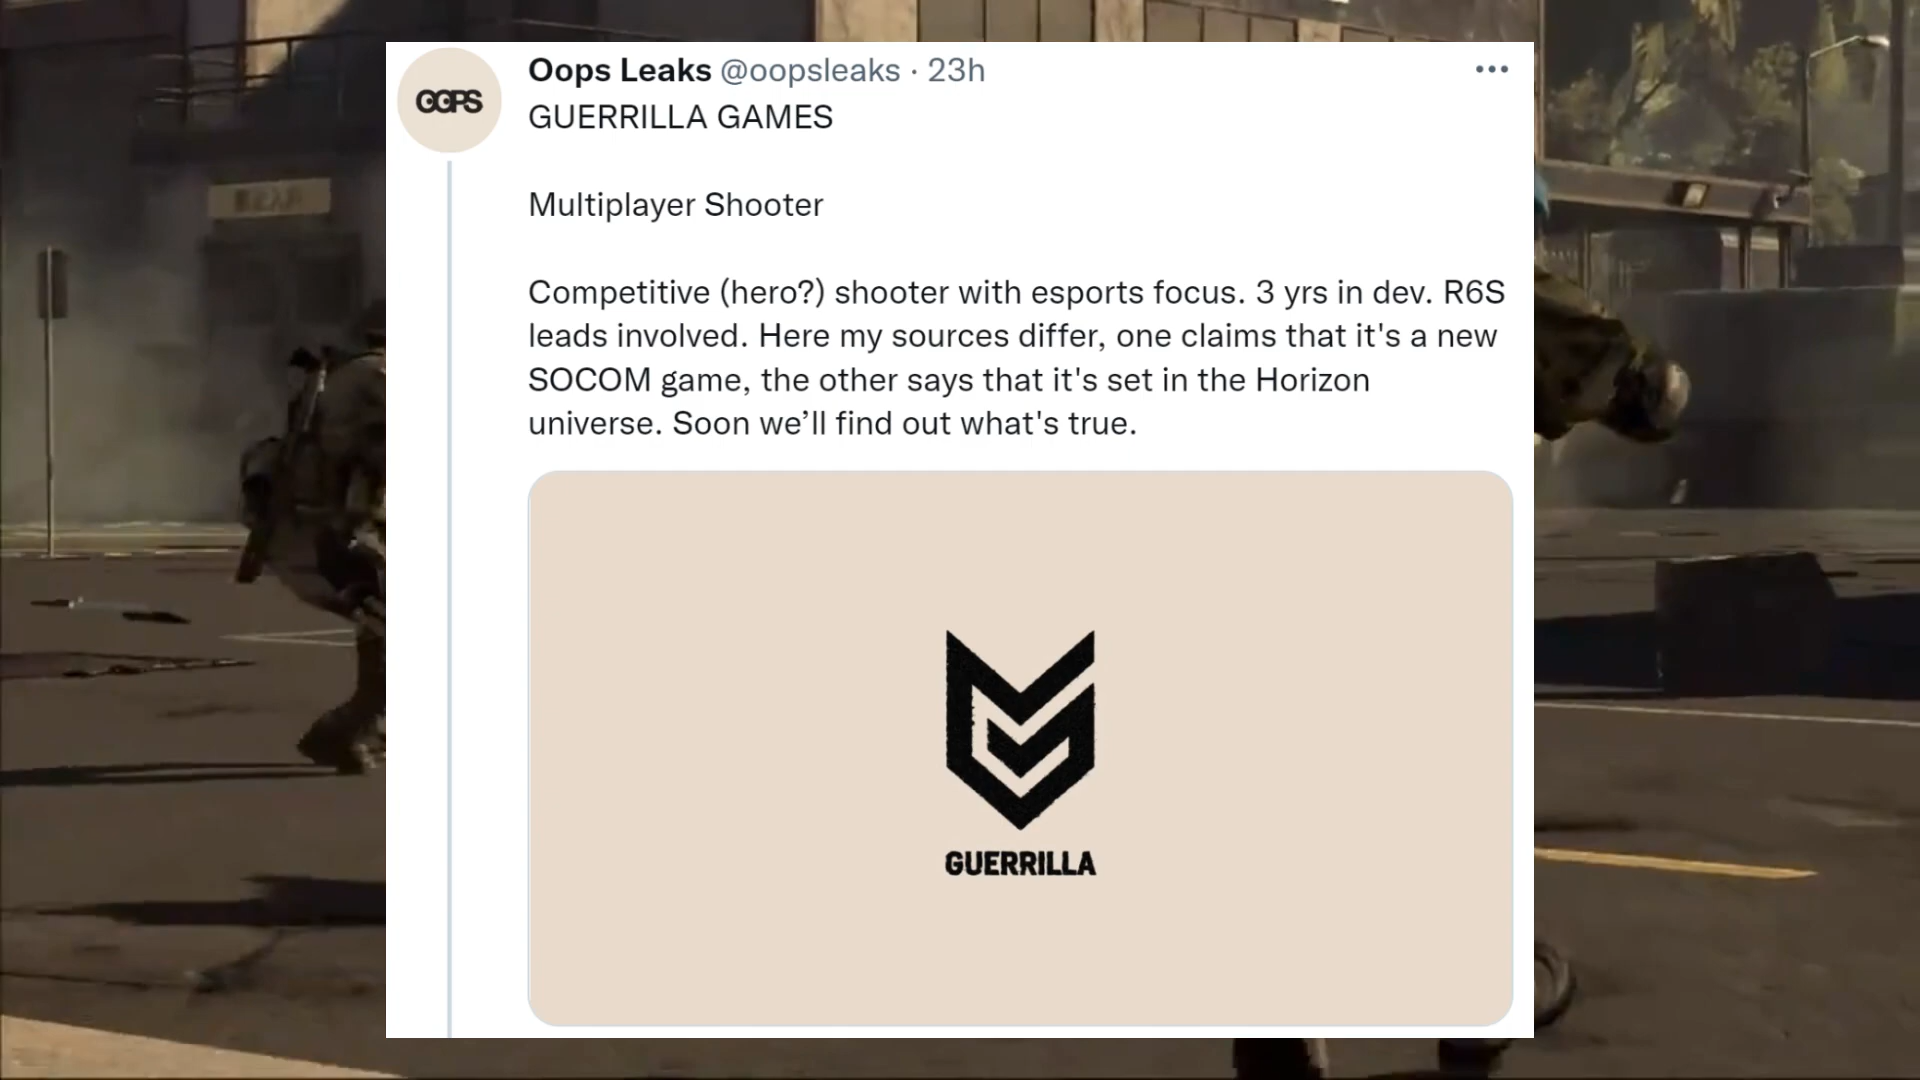 OOPS
Oops Leaks @oopsleaks · 23h
GUERRILLA GAMES
Multiplayer Shooter
Competitive (hero?) shooter with esports focus. 3 yrs in dev. R6S
leads involved. Here my sources differ, one claims that it's a new
SOCOM game, the other says that it's set in the Horizon
universe. Soon we’ll find out what's true.
GUERRILLA